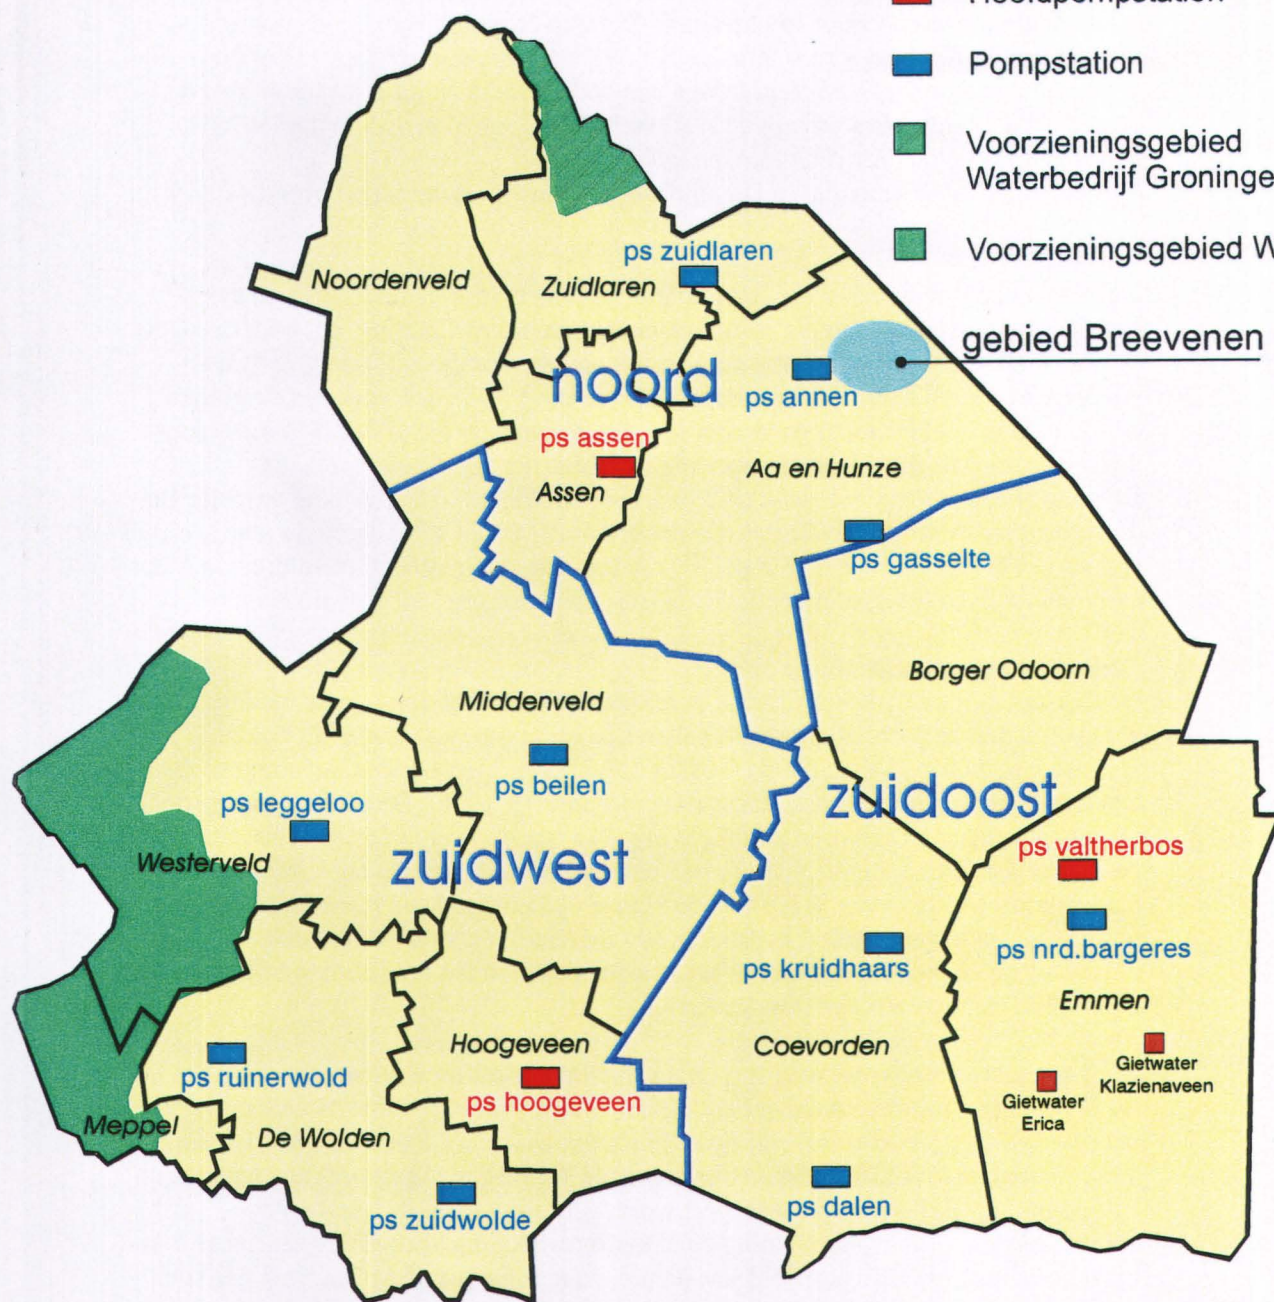 Pompstation
Voorzieningsgebied
Waterbedrijf
Voorzieningsgebied
gebied Breevenen
ps zuidlaren
Noordenveld
Zuidlaren
noord
ps annen
ps assen
Assen
Aa en Hunze
ps gasselte
Borger Odoorn
Middenveld
ps beilen
ps leggeloo
Westerveld
zuidwest
zuidoost
ps valtherbos
ps nrd.bargeres
ps kruidhaars
Emmen
Hoogeveen
Coevorden
ps ruinerwold
ps hoogeveen
Gietwater
Klazienaveen
Gietwater
Erica
Meppel
De Wolden
ps zuidwolde
ps dalen